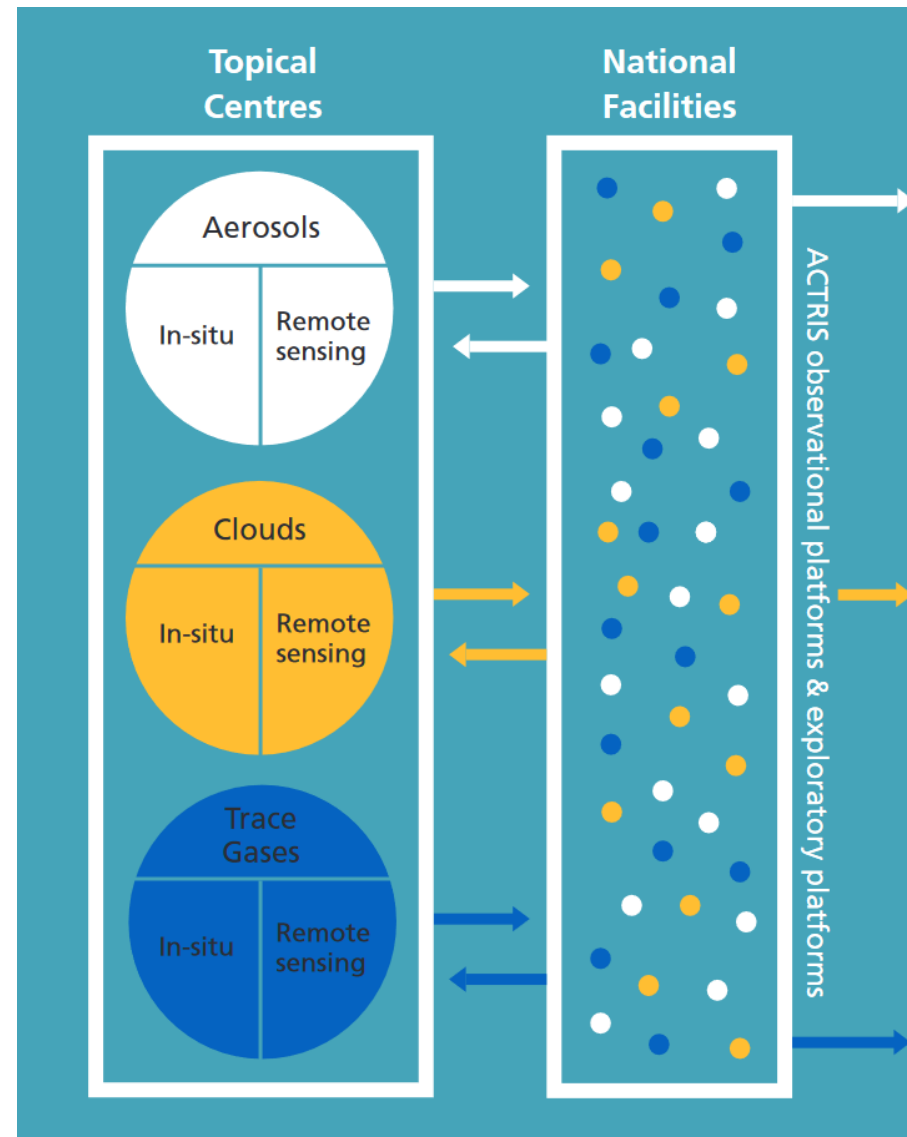 Topical
Centres
National
Facilities
Aerosols
In-situ
Remote
sensing
Clouds
In-situ
Remote
sensing
Trace
Gases
In-situ
Remote
sensing
ACTRIS observational platforms & exploratory platforms